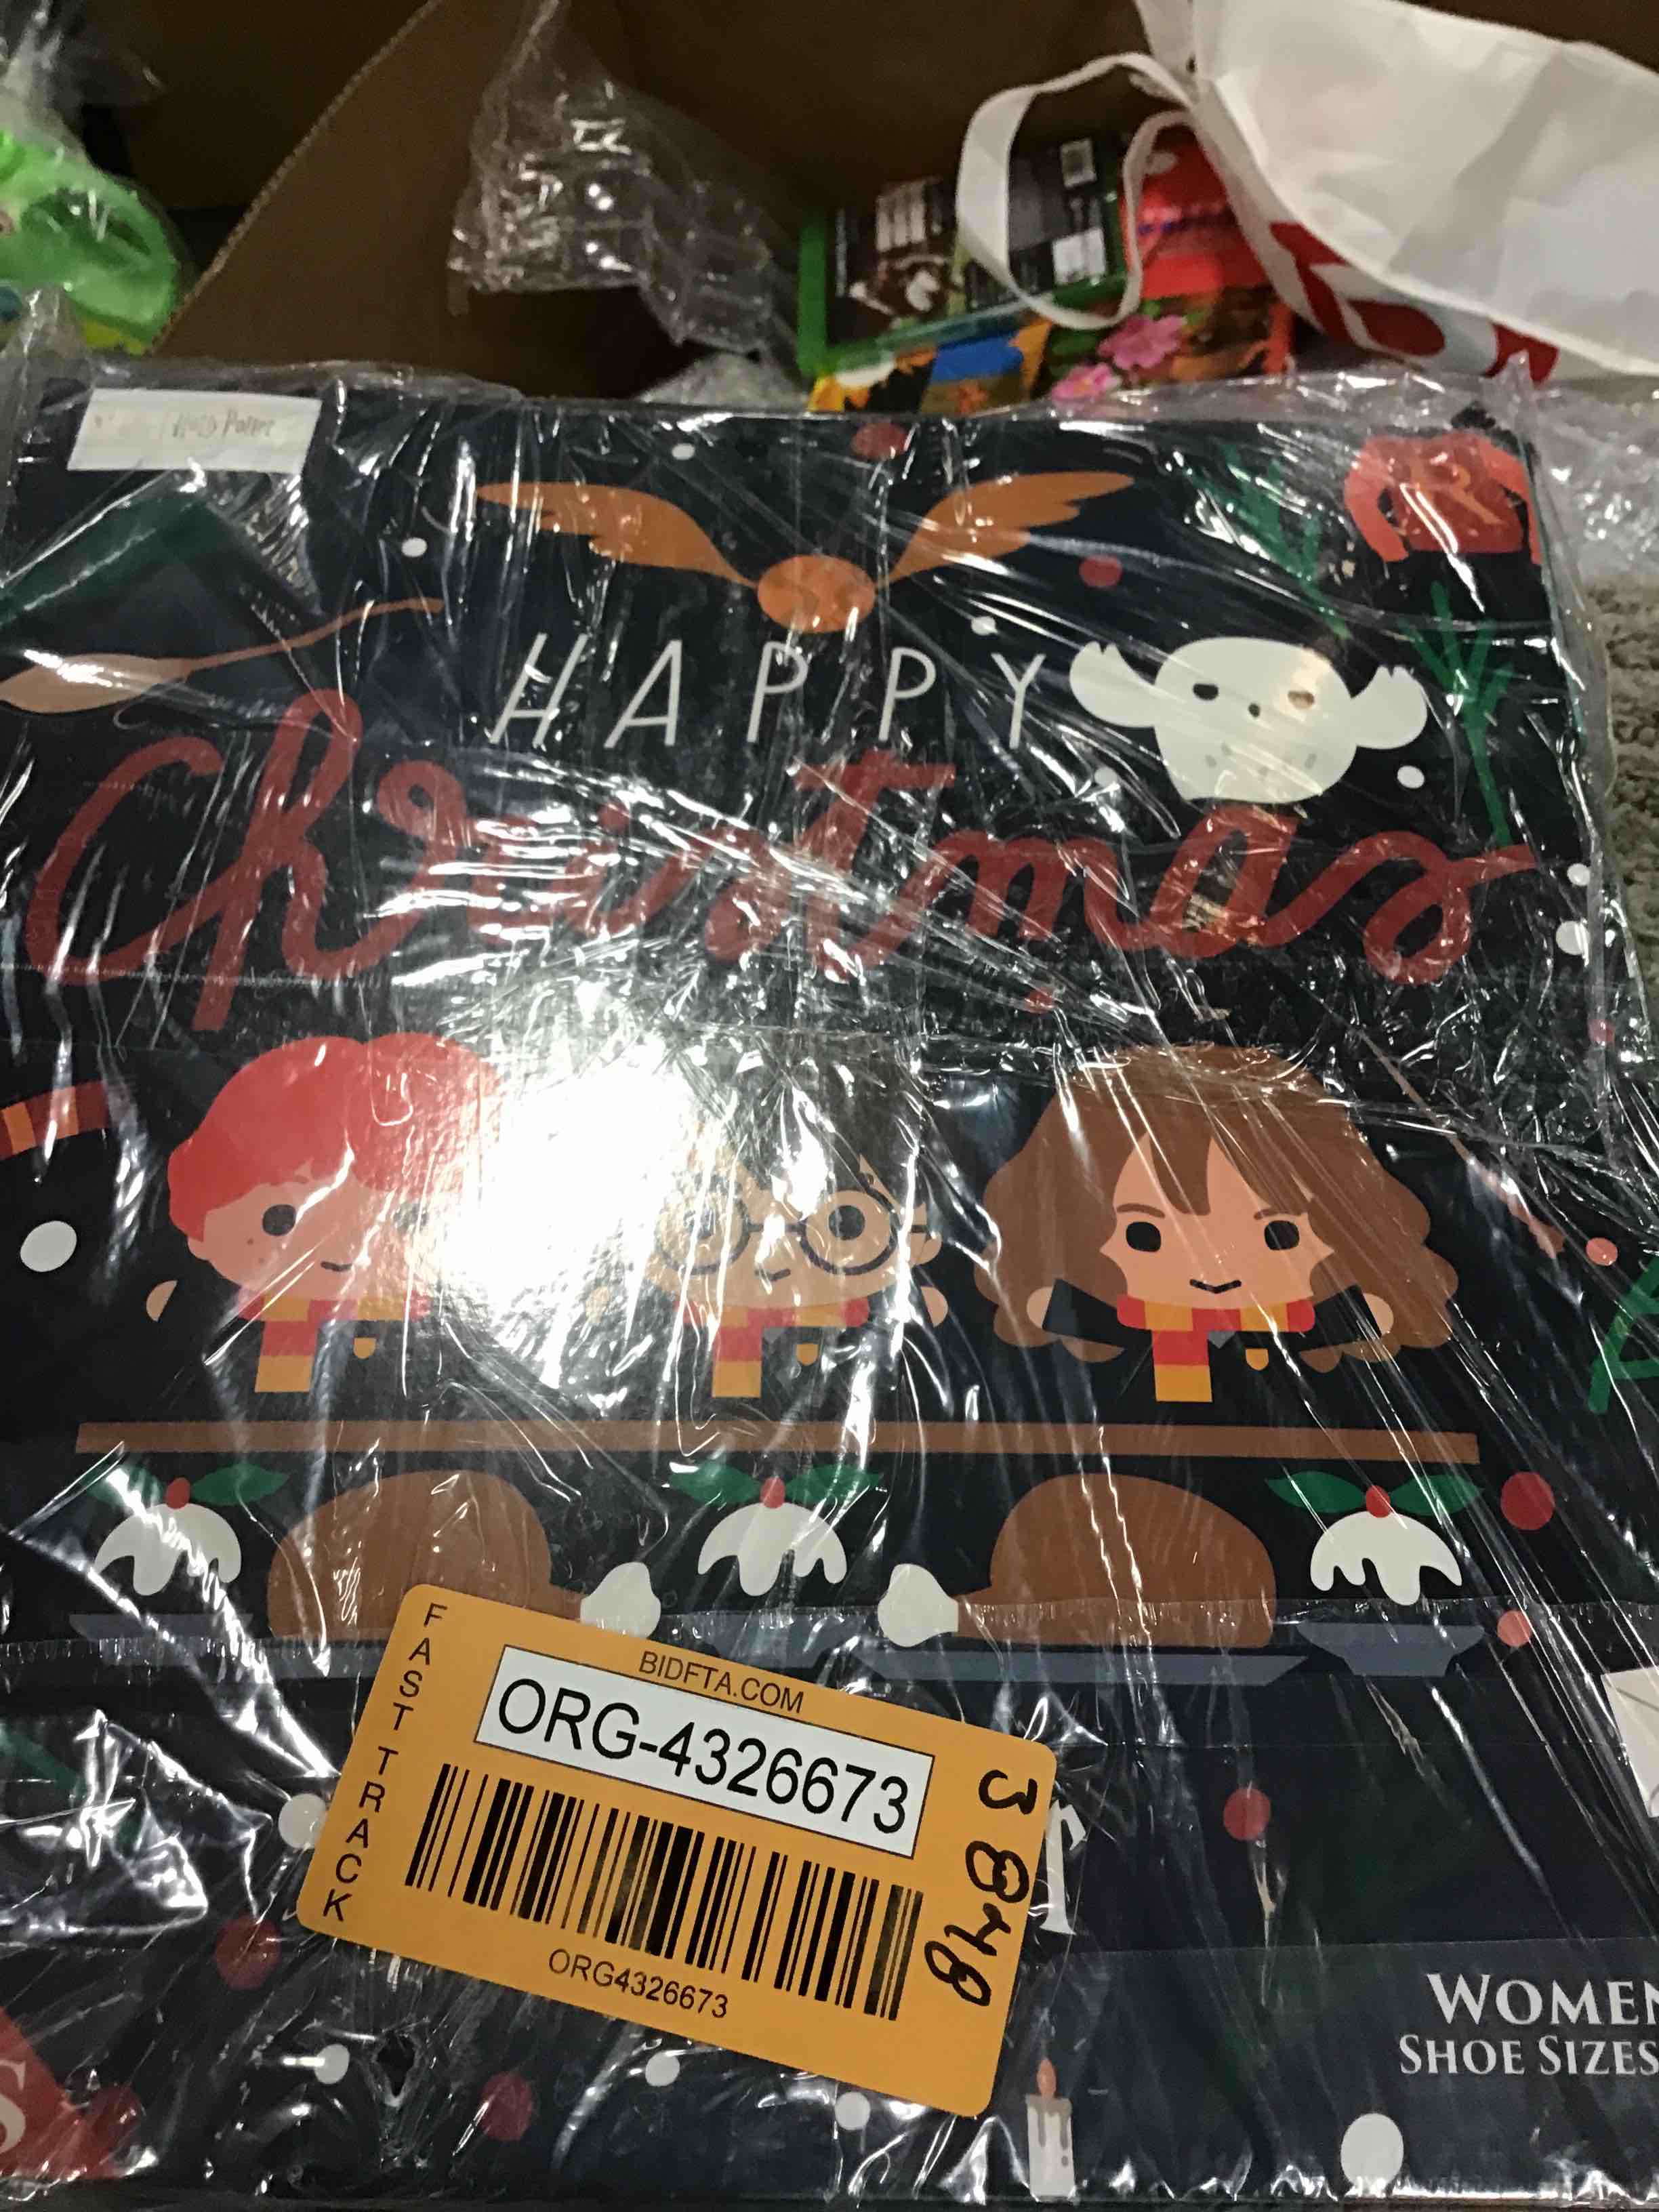 Harry Potter
HAPPY
Christmas
FAST TRACK
BIDFTA.COM
ORG-4326673
ORG4326673
3848
WOMEN
SHOE SIZES
S